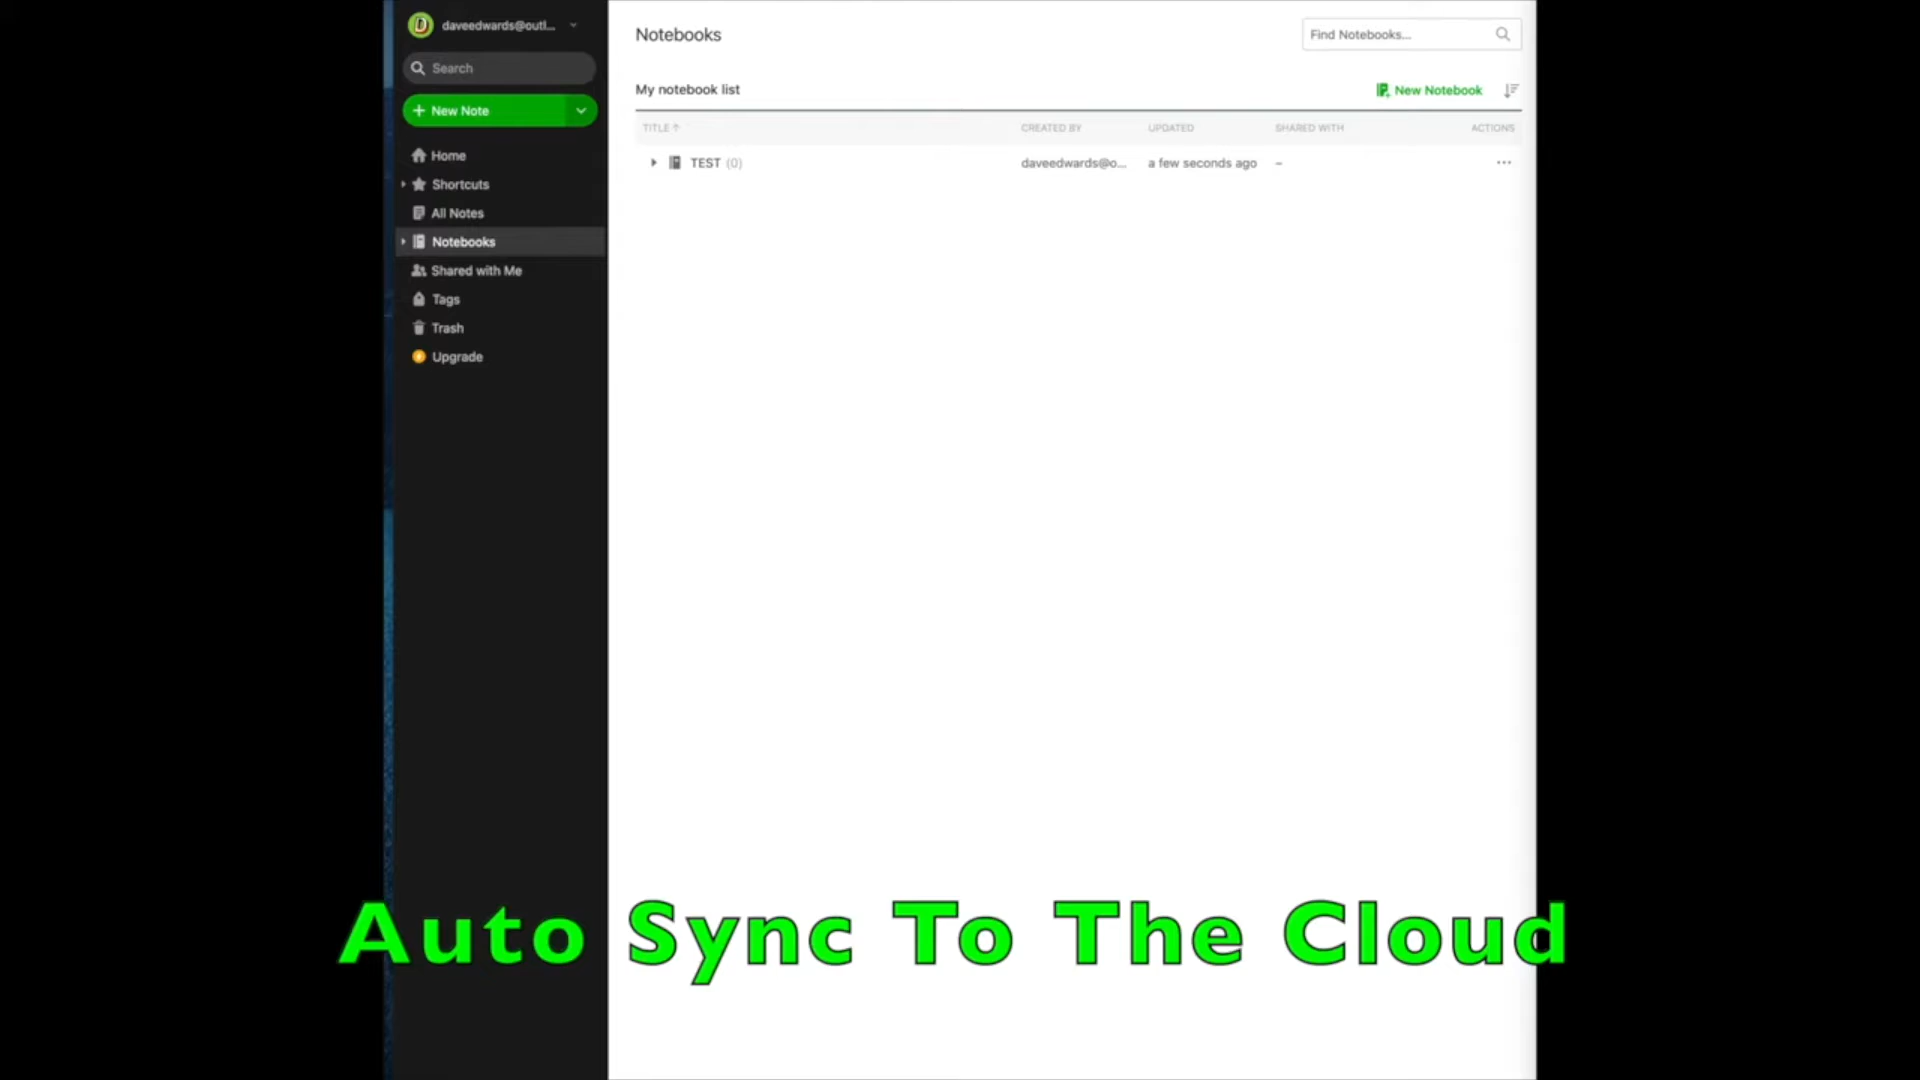 daveedwards@outl...
Search
New Note
Home
Shortcuts
All Notes
Notebooks
Shared with Me
Tags
Trash
Upgrade
Notebooks
Find Notebooks...
My notebook list
New Notebook
TITLE CREATED BY UPDATED SHARED WITH ACTIONS
TEST (0) daveedwards@o... a few seconds ago –
Auto Sync To The Cloud